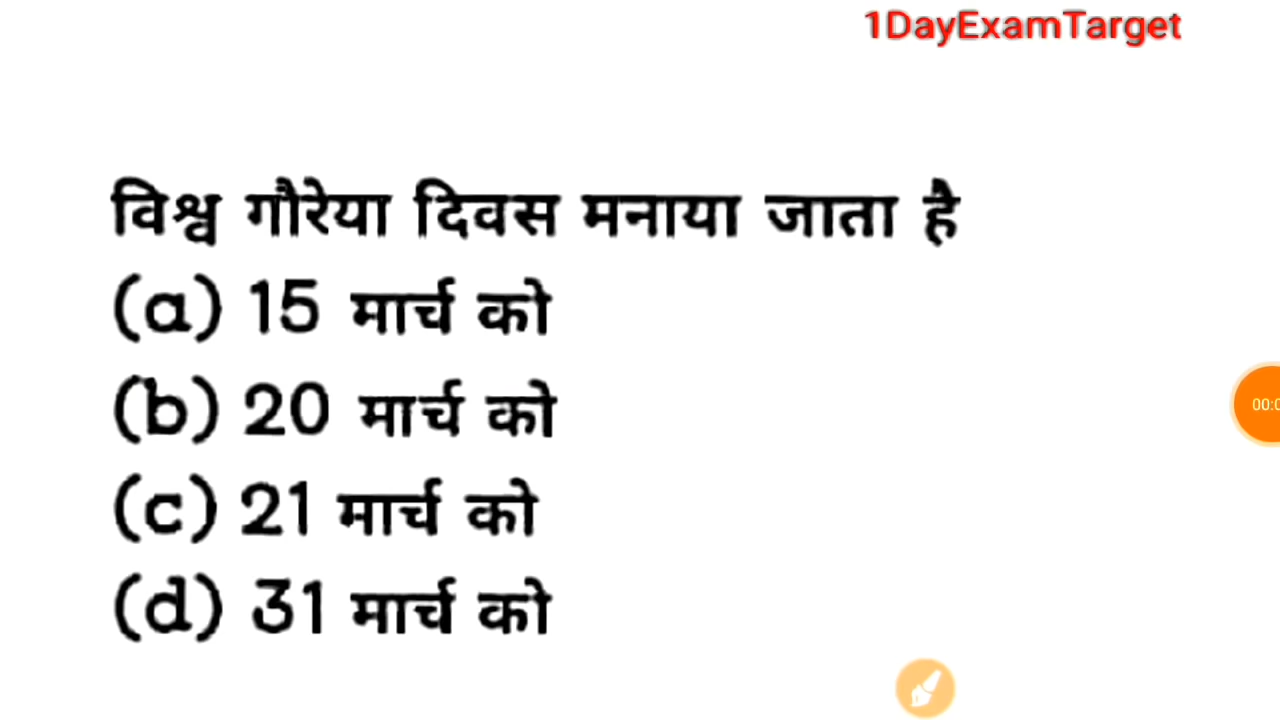 1DayExamTarget
विश्व गौरेया दिवस मनाया जाता है
(a) 15 मार्च को
(b) 20 मार्च को
(c) 21 मार्च को
(d) 31 मार्च को